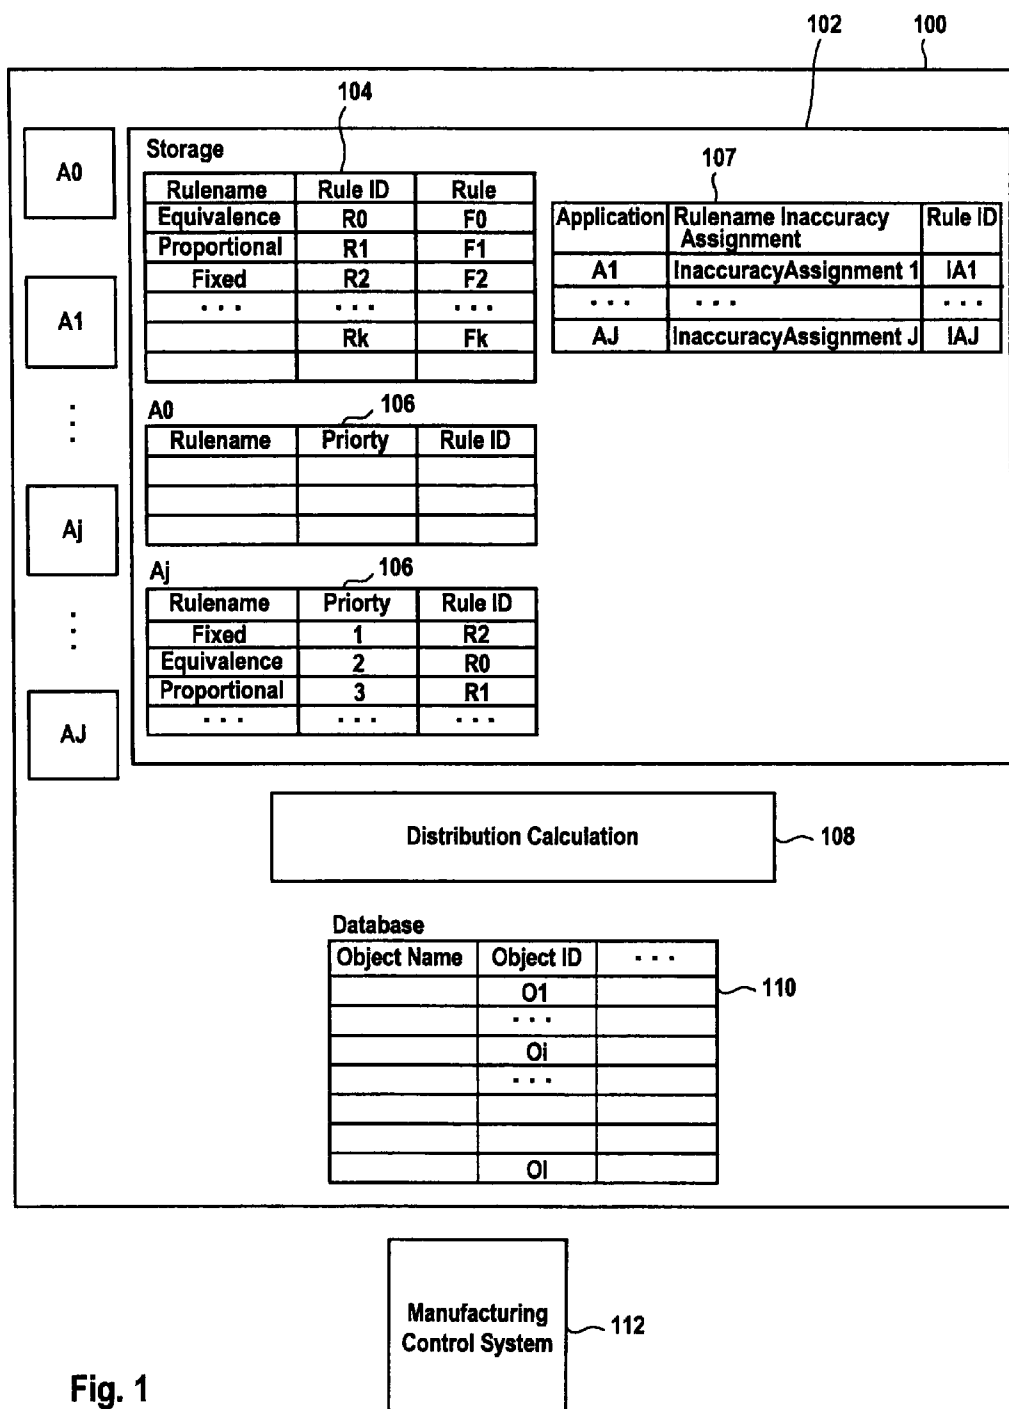 102
100
104
A0
Storage
107
Rulename Rule ID Rule
Equivalence R0 F0
Proportional R1 F1
Fixed R2 F2
. . . . . . . . .
Rk Fk
Application Rulename Inaccuracy Assignment Rule ID
A1 InaccuracyAssignment 1 IA1
. . . . . . . . .
AJ InaccuracyAssignment J IAJ
A1
. . .
A0
106
Rulename Priorty Rule ID
Aj
Aj
106
Rulename Priorty Rule ID
Fixed 1 R2
Equivalence 2 R0
Proportional 3 R1
. . . . . . . . .
. . .
AJ
Distribution Calculation
108
Database
Object Name Object ID . . .
O1
110
. . .
Oi
. . .
OI
Manufacturing
Control System
112
Fig. 1